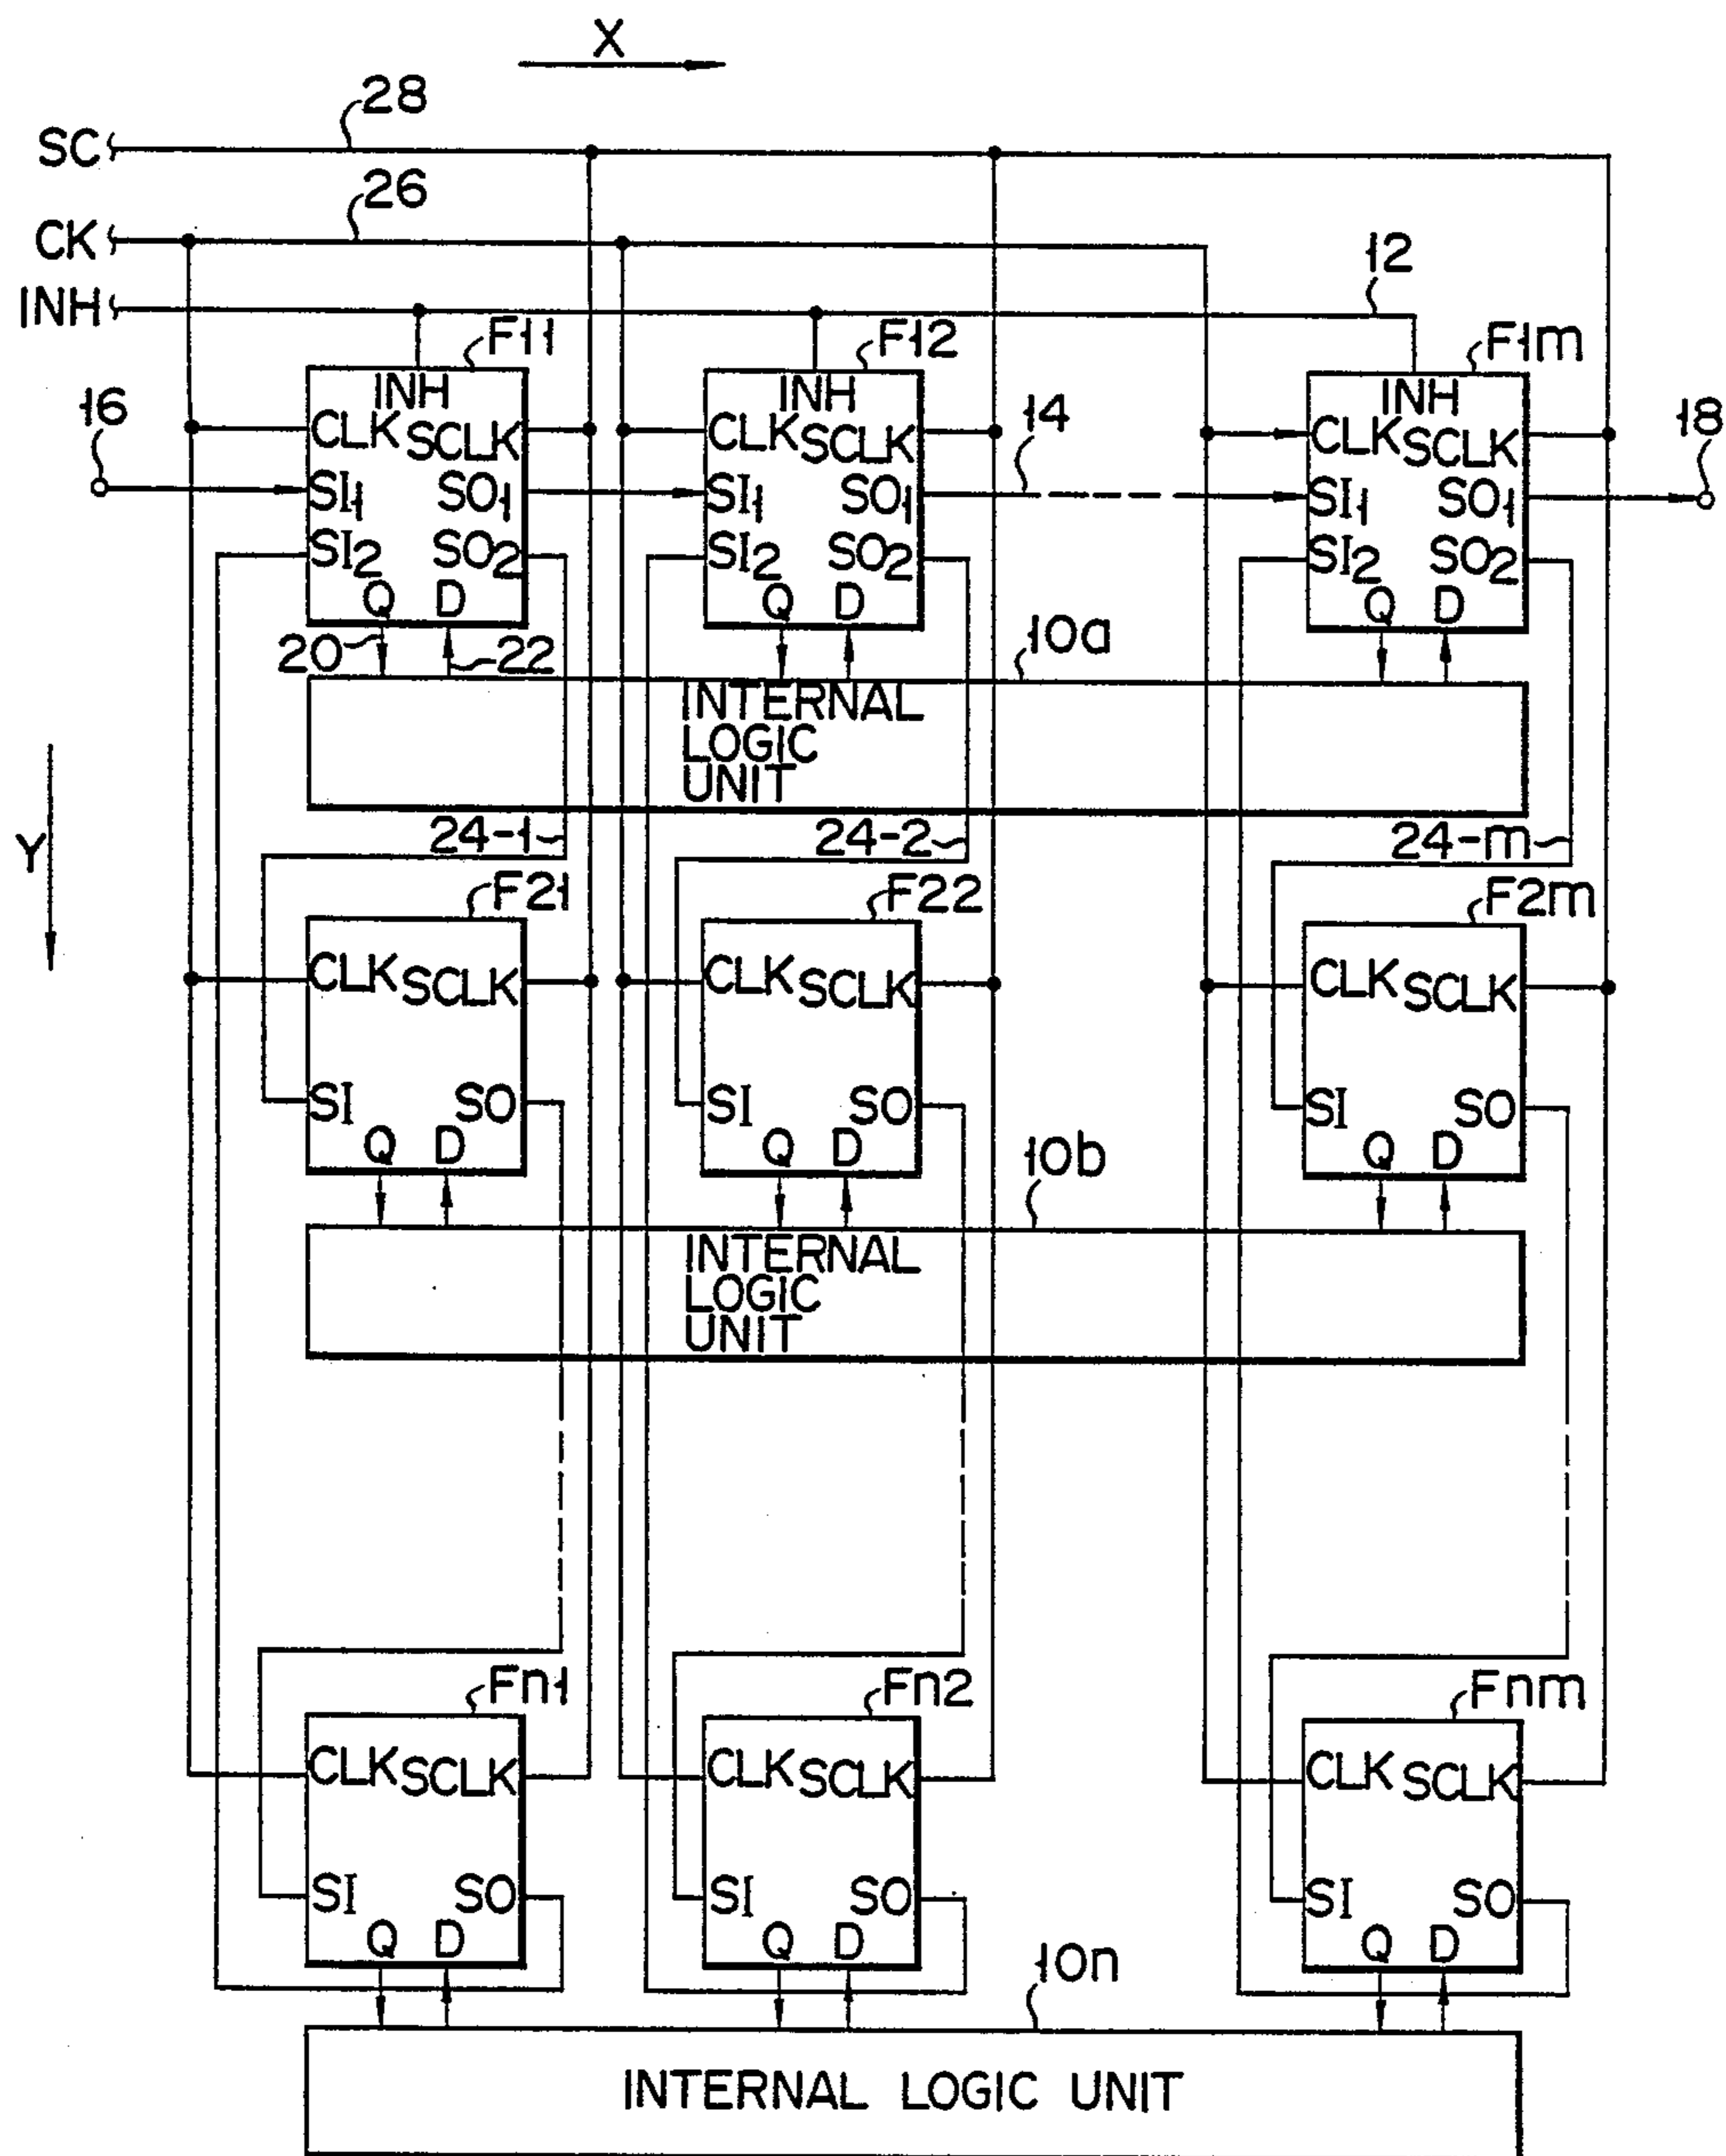 X
SC
28
CK
26
INH
12
F11 F12 F1m
16
INH INH INH
CLK SCLK CLK SCLK CLK SCLK
14
18
SI1 SO1 SI1 SO1 SI1 SO1
SI2 SO2 SI2 SO2 SI2 SO2
Q D Q D Q D
20 22
10a
INTERNAL
LOGIC
UNIT
Y
24-1 24-2 24-m
F21 F22 F2m
CLK SCLK CLK SCLK CLK SCLK
SI SO SI SO SI SO
Q D Q D Q D
10b
INTERNAL
LOGIC
UNIT
Fn1 Fn2 Fnm
CLK SCLK CLK SCLK CLK SCLK
SI SO SI SO SI SO
Q D Q D Q D
10n
INTERNAL LOGIC UNIT